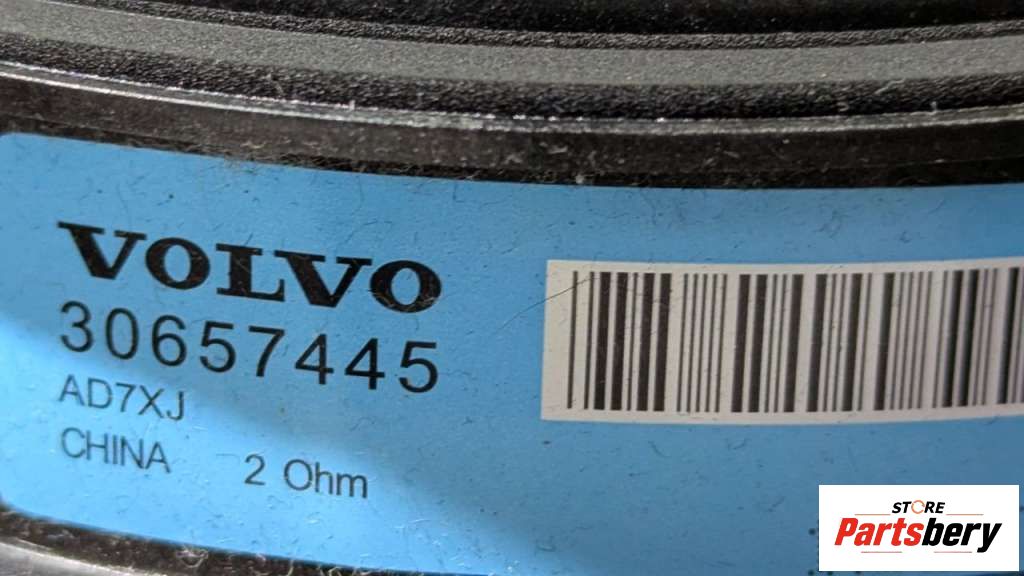 VOLVO
30657445
AD7XJ
CHINA 2 Ohm
STORE
Partsbery